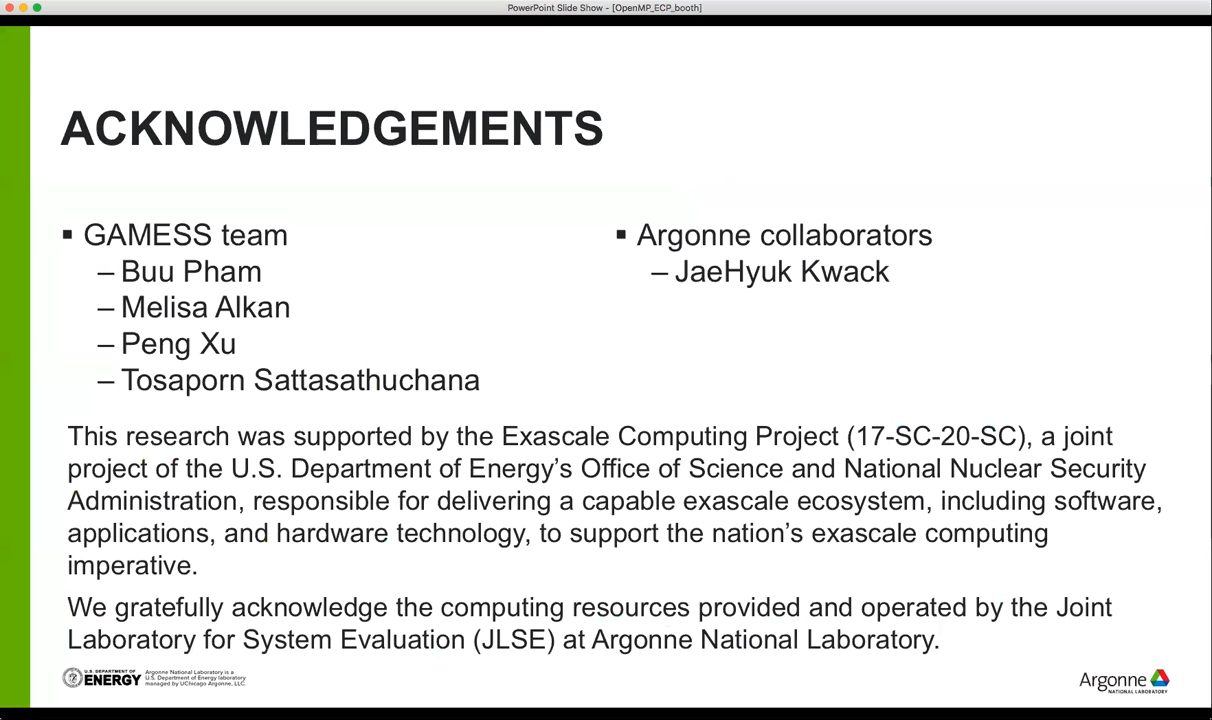 PowerPoint Slide Show - [OpenMP_ECP_booth]
ACKNOWLEDGEMENTS
▪ GAMESS team
– Buu Pham
– Melisa Alkan
– Peng Xu
– Tosaporn Sattasathuchana
▪ Argonne collaborators
– JaeHyuk Kwack
This research was supported by the Exascale Computing Project (17-SC-20-SC), a joint
project of the U.S. Department of Energy’s Office of Science and National Nuclear Security
Administration, responsible for delivering a capable exascale ecosystem, including software,
applications, and hardware technology, to support the nation’s exascale computing
imperative.
We gratefully acknowledge the computing resources provided and operated by the Joint
Laboratory for System Evaluation (JLSE) at Argonne National Laboratory.
U.S. DEPARTMENT OF
ENERGY
Argonne National Laboratory is a
U.S. Department of Energy laboratory
managed by UChicago Argonne, LLC.
Argonne
NATIONAL LABORATORY